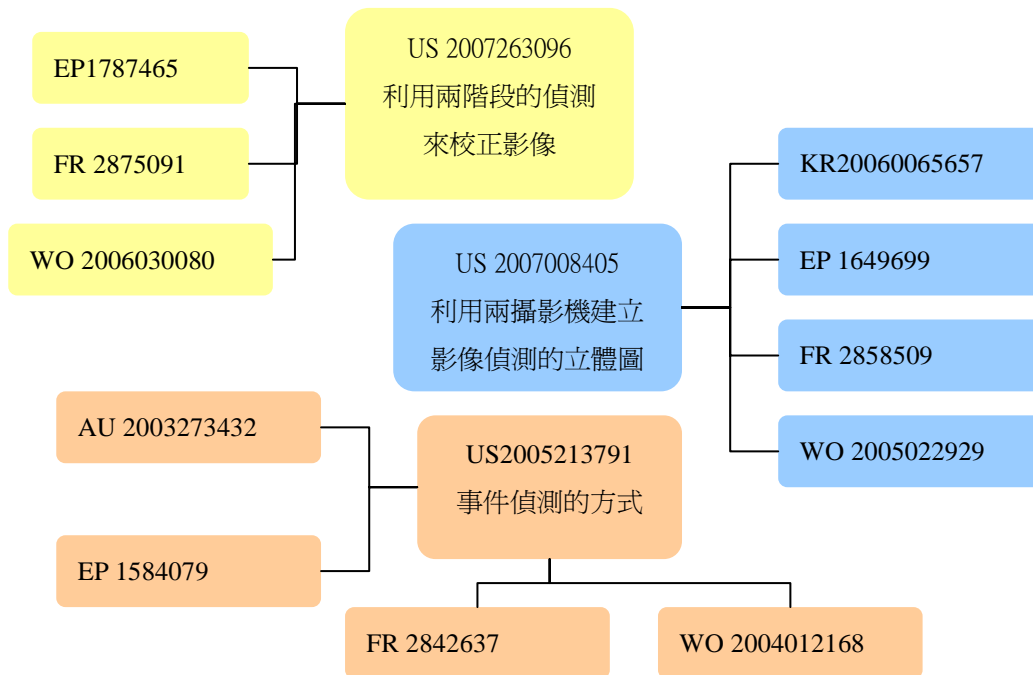 EP1787465
FR 2875091
WO 2006030080
US 2007263096
利用兩階段的偵測
來校正影像
US 2007008405
利用兩攝影機建立
影像偵測的立體圖
KR20060065657
EP 1649699
FR 2858509
WO 2005022929
AU 2003273432
EP 1584079
US2005213791
事件偵測的方式
FR 2842637
WO 2004012168